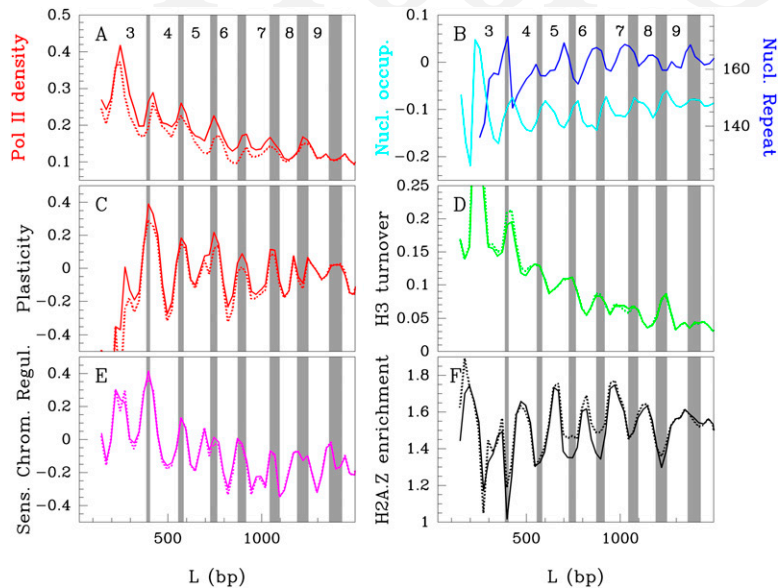 A
3 4 5 6 7 8 9
0.5
0.4
0.3
0.2
0.1
Pol II density
B
3 4 5 6 7 8 9
0.1
0
-0.1
-0.2
Nucl. occup.
160
140
Nucl. Repeat
C
0.4
0.2
0
-0.2
-0.4
Plasticity
D
0.25
0.2
0.15
0.1
0.05
0
H3 turnover
E
0.4
0.2
0
-0.2
-0.4
Sens. Chrom. Regul.
500 1000
L (bp)
F
1.8
1.6
1.4
1.2
1
H2A.Z enrichment
500 1000
L (bp)